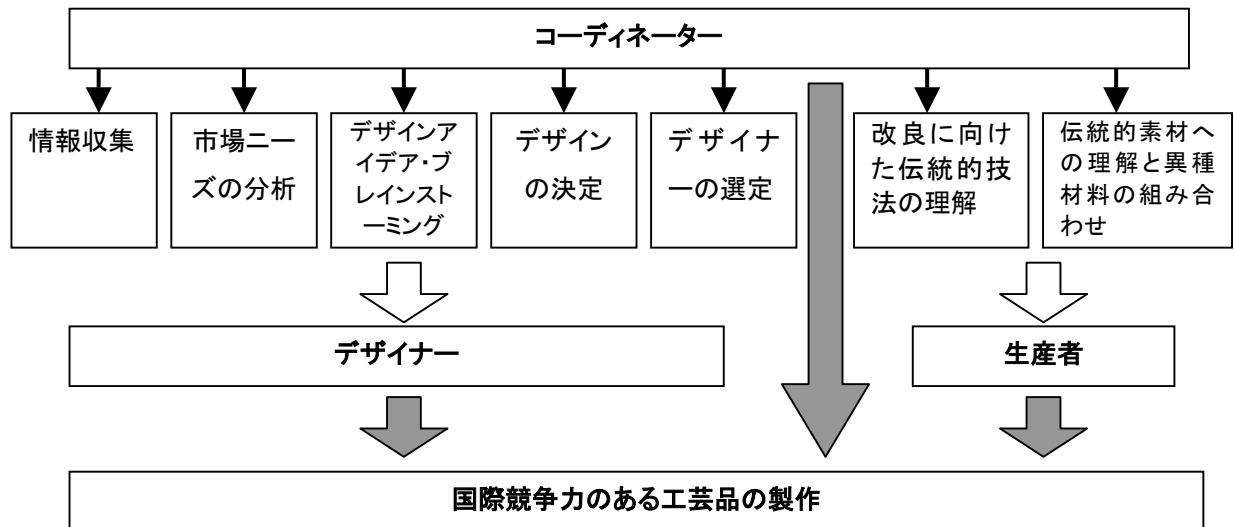 コーディネーター
情報収集
市場ニー
ズの分析
デザインア
イデア・ブ
レインスト
ーミング
デザイン
の決定
デザイナ
ーの選定
改良に向け
た伝統的技
法の理解
伝統的素材へ
の理解と異種
材料の組み合
わせ
デザイナー
生産者
国際競争力のある工芸品の製作